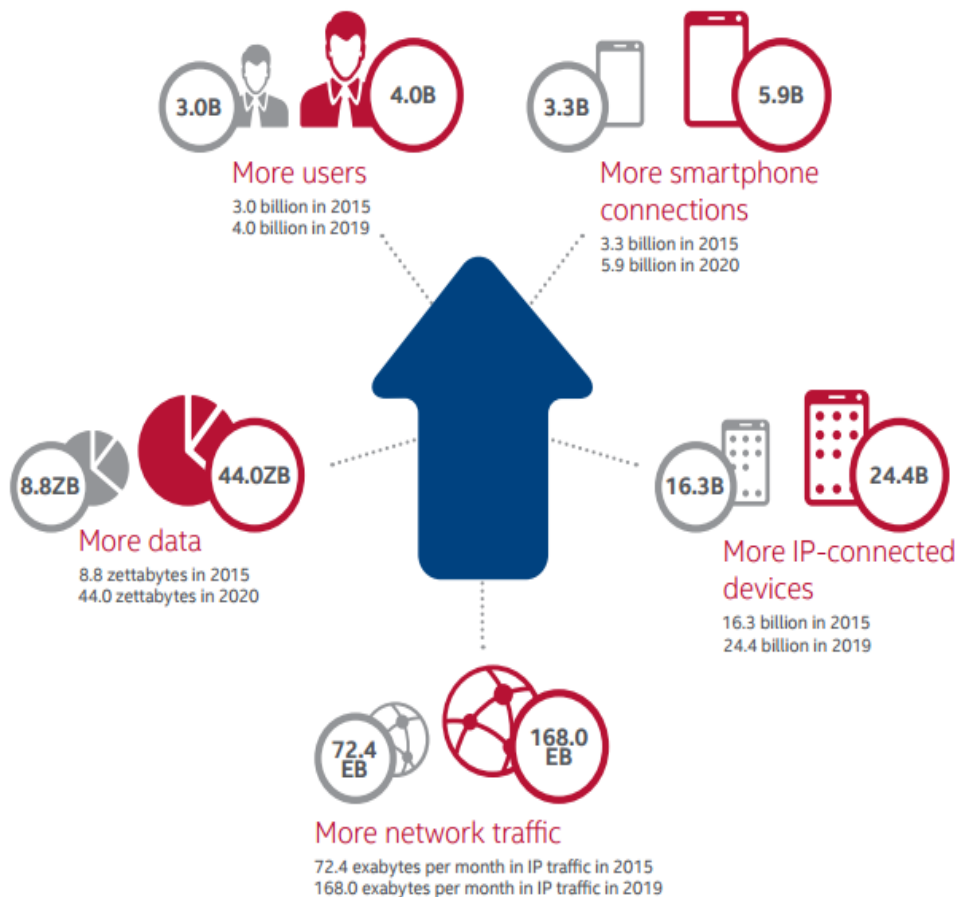 3.0B
4.0B
More users
3.0 billion in 2015
4.0 billion in 2019
3.3B
5.9B
More smartphone
connections
3.3 billion in 2015
5.9 billion in 2020
8.8ZB
44.0ZB
More data
8.8 zettabytes in 2015
44.0 zettabytes in 2020
16.3B
24.4B
More IP-connected
devices
16.3 billion in 2015
24.4 billion in 2019
72.4
EB
168.0
EB
More network traffic
72.4 exabytes per month in IP traffic in 2015
168.0 exabytes per month in IP traffic in 2019